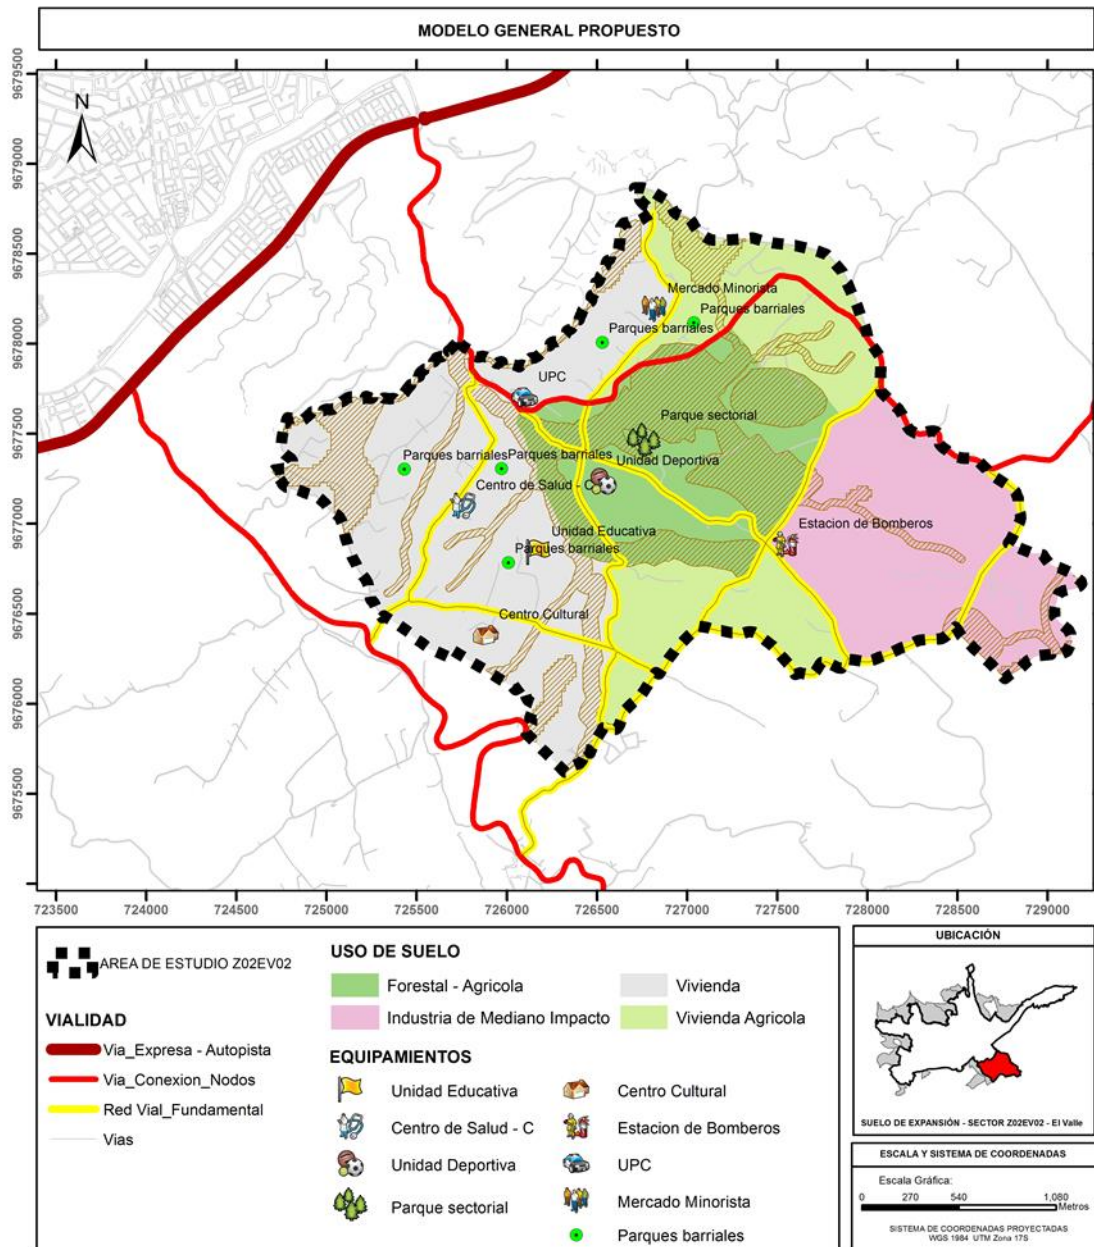 MODELO GENERAL PROPUESTO
9679500
9679000
9678500
9678000
9677500
9677000
9676500
9676000
9675500
N
Mercado Minorista
Parques barriales
Parques barriales
UPC
Parque sectorial
Parques barriales
Parques barriales
Unidad Deportiva
Centro de Salud - C
Estacion de Bomberos
Unidad Educativa
Parques barriales
Centro Cultural
723500 724000 724500 725000 725500 726000 726500 727000 727500 728000 728500 729000
AREA DE ESTUDIO Z02EV02
VIALIDAD
Via_Expresa - Autopista
Via_Conexion_Nodos
Red Vial_Fundamental
Vias
USO DE SUELO
Forestal - Agricola
Vivienda
Industria de Mediano Impacto
Vivienda Agricola
EQUIPAMIENTOS
Unidad Educativa
Centro Cultural
Centro de Salud - C
Estacion de Bomberos
Unidad Deportiva
UPC
Parque sectorial
Mercado Minorista
Parques barriales
UBICACIÓN
SUELO DE EXPANSIÓN - SECTOR Z02EV02 - El Valle
ESCALA Y SISTEMA DE COORDENADAS
Escala Gráfica:
0 270 540 1,080
Metros
SISTEMA DE COORDENADAS PROYECTADAS
WGS 1984 UTM Zona 17S